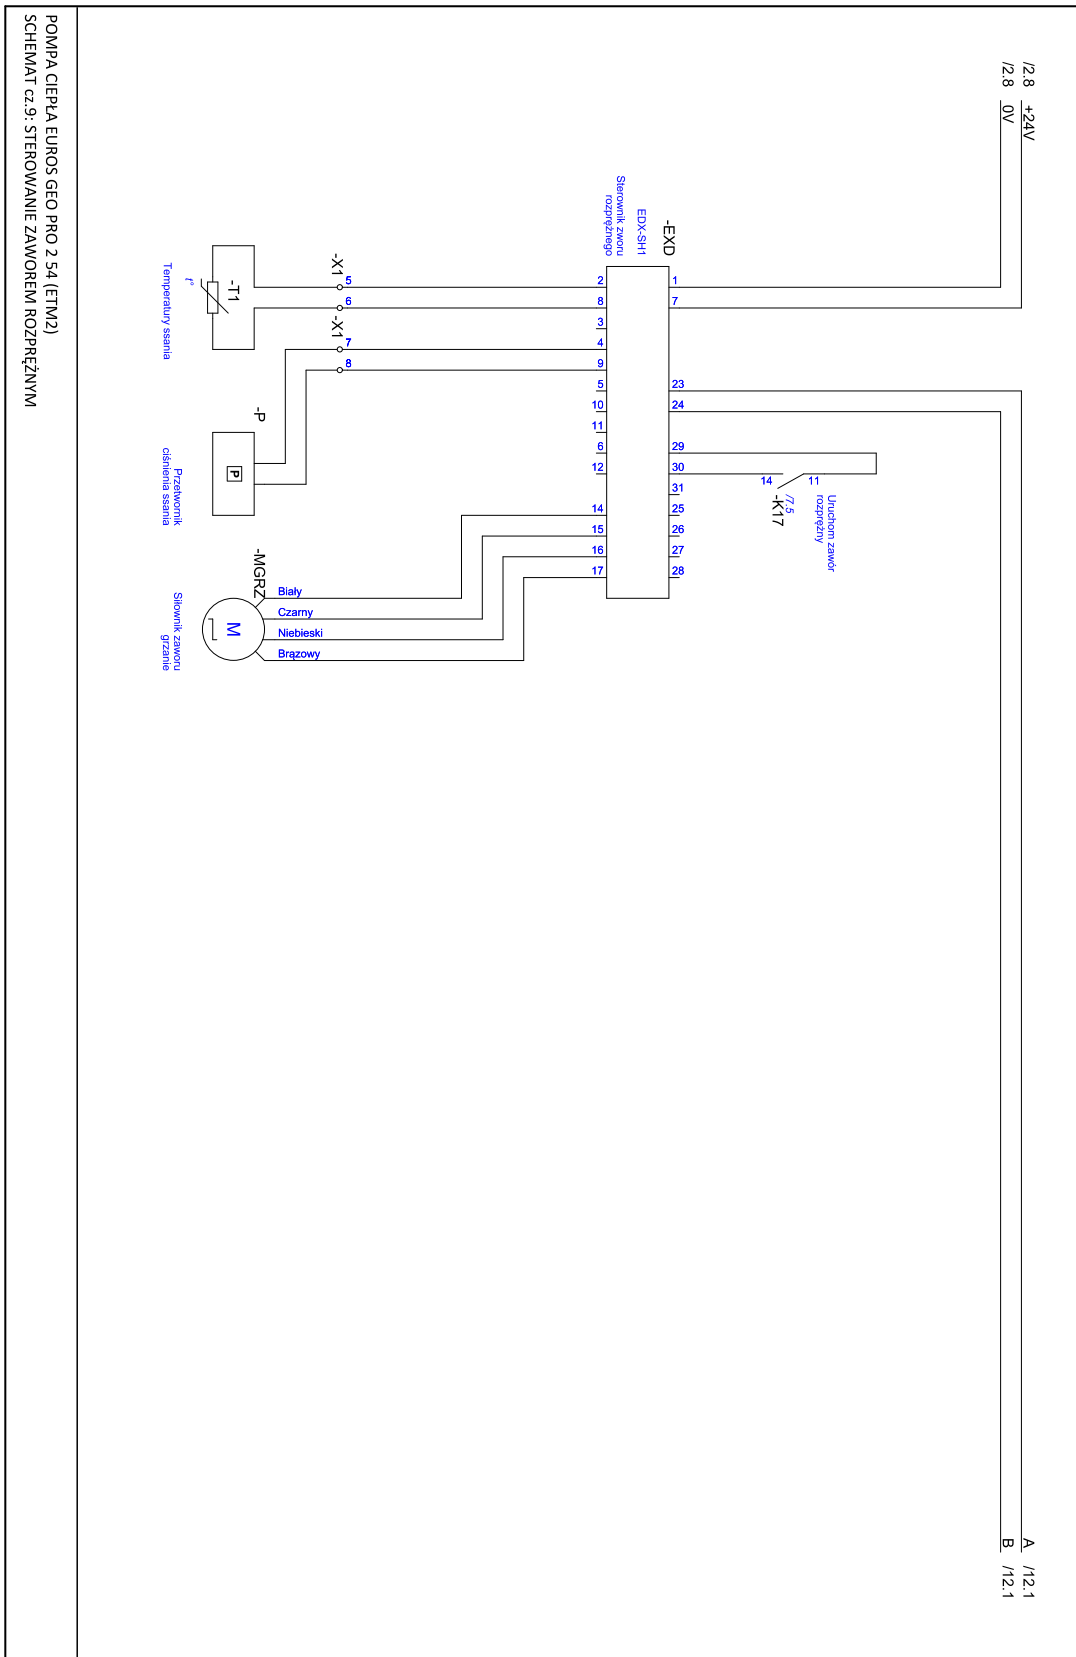 /2.8 +24V
/2.8 0V
A /12.1
B /12.1
-EXD
EDX-SH1
Sterownik zworu
rozprężnego
1
7
23
24
29
30
31
25
26
27
28
2
8
3
4
9
5
10
11
6
12
14
15
16
17
14
11
Uruchom zawór
rozprężny
/7.5
-K17
-X1
5
6
-X1
7
8
-T1
t°
Temperatury ssania
-P
P
Przetwornik
ciśnienia ssania
-MGRZ
Biały
Czarny
Niebieski
Brązowy
M
Siłownik zaworu
grzanie
POMPA CIEPŁA EUROS GEO PRO 2 54 (ETM2)
SCHEMAT cz.9: STEROWANIE ZAWOREM ROZPRĘŻNYM